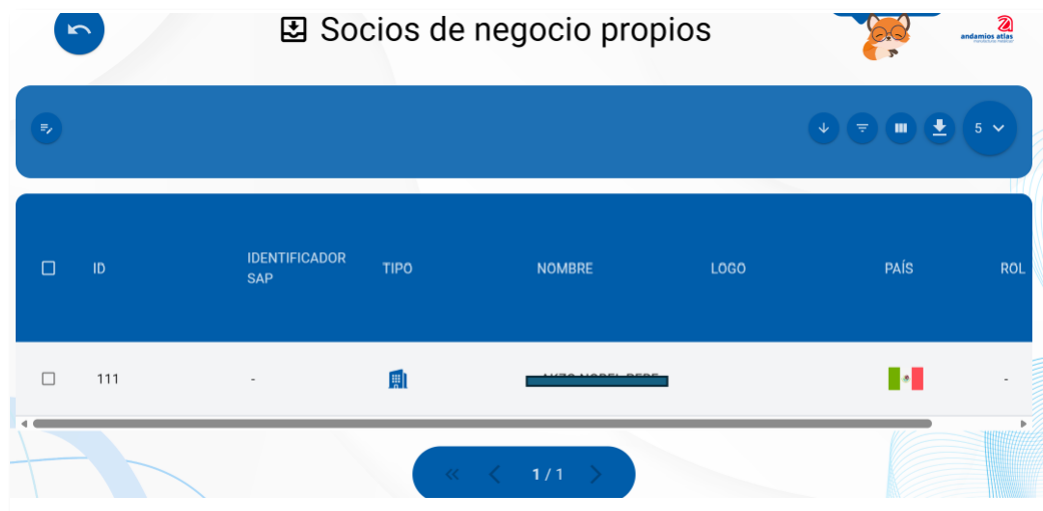 Socios de negocio propios
andamios atlas
5
ID
IDENTIFICADOR
SAP
TIPO
NOMBRE
LOGO
PAÍS
ROL
111
-
-
1 / 1